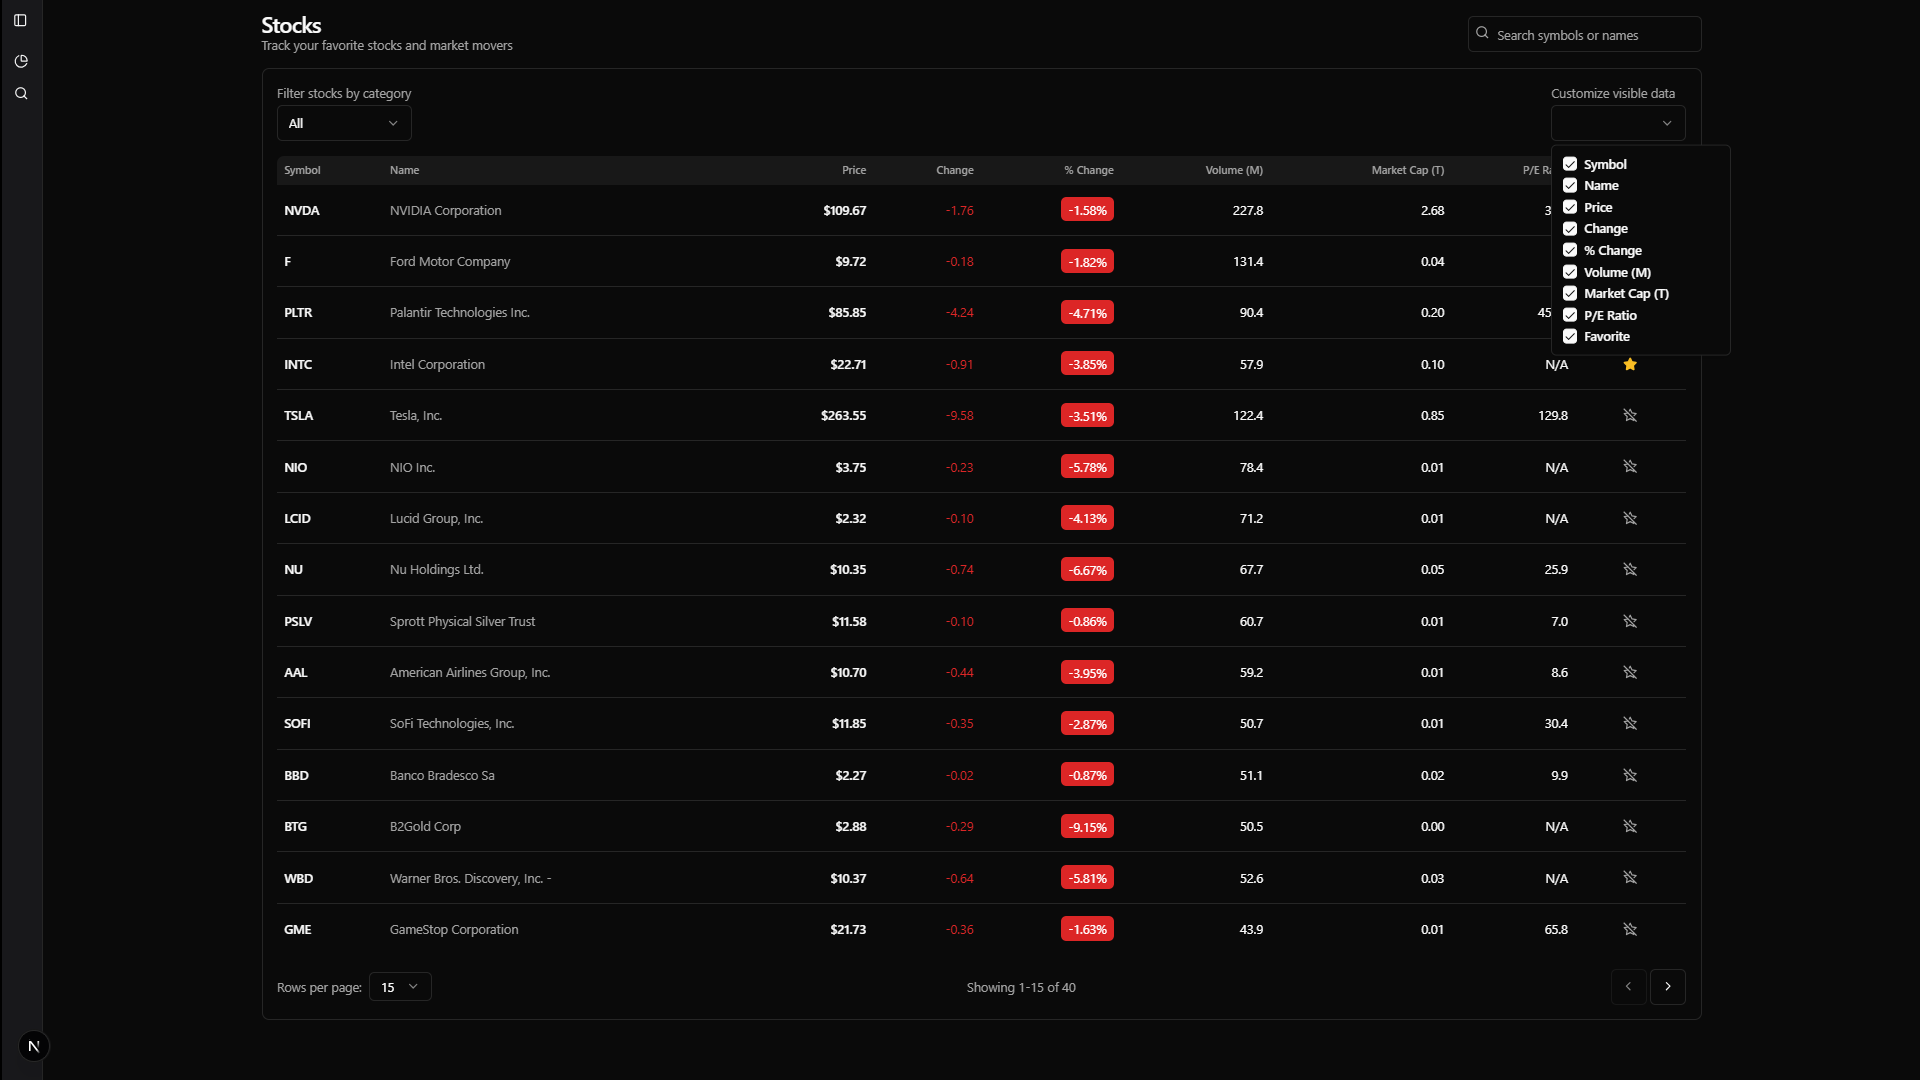 Stocks
Track your favorite stocks and market movers
Search symbols or names
Filter stocks by category
Customize visible data
All
Symbol Name Price Change % Change Volume (M) Market Cap (T)
Symbol
Name
Price
Change
% Change
Volume (M)
Market Cap (T)
P/E Ratio
Favorite
NVDA NVIDIA Corporation $109.67 -1.76 -1.58% 227.8 2.68
F Ford Motor Company $9.72 -0.18 -1.82% 131.4 0.04
PLTR Palantir Technologies Inc. $85.85 -4.24 -4.71% 90.4 0.20
INTC Intel Corporation $22.71 -0.91 -3.85% 57.9 0.10 N/A
TSLA Tesla, Inc. $263.55 -9.58 -3.51% 122.4 0.85 129.8
NIO NIO Inc. $3.75 -0.23 -5.78% 78.4 0.01 N/A
LCID Lucid Group, Inc. $2.32 -0.10 -4.13% 71.2 0.01 N/A
NU Nu Holdings Ltd. $10.35 -0.74 -6.67% 67.7 0.05 25.9
PSLV Sprott Physical Silver Trust $11.58 -0.10 -0.86% 60.7 0.01 7.0
AAL American Airlines Group, Inc. $10.70 -0.44 -3.95% 59.2 0.01 8.6
SOFI SoFi Technologies, Inc. $11.85 -0.35 -2.87% 50.7 0.01 30.4
BBD Banco Bradesco Sa $2.27 -0.02 -0.87% 51.1 0.02 9.9
BTG B2Gold Corp $2.88 -0.29 -9.15% 50.5 0.00 N/A
WBD Warner Bros. Discovery, Inc. - $10.37 -0.64 -5.81% 52.6 0.03 N/A
GME GameStop Corporation $21.73 -0.36 -1.63% 43.9 0.01 65.8
Rows per page: 15
Showing 1-15 of 40
N